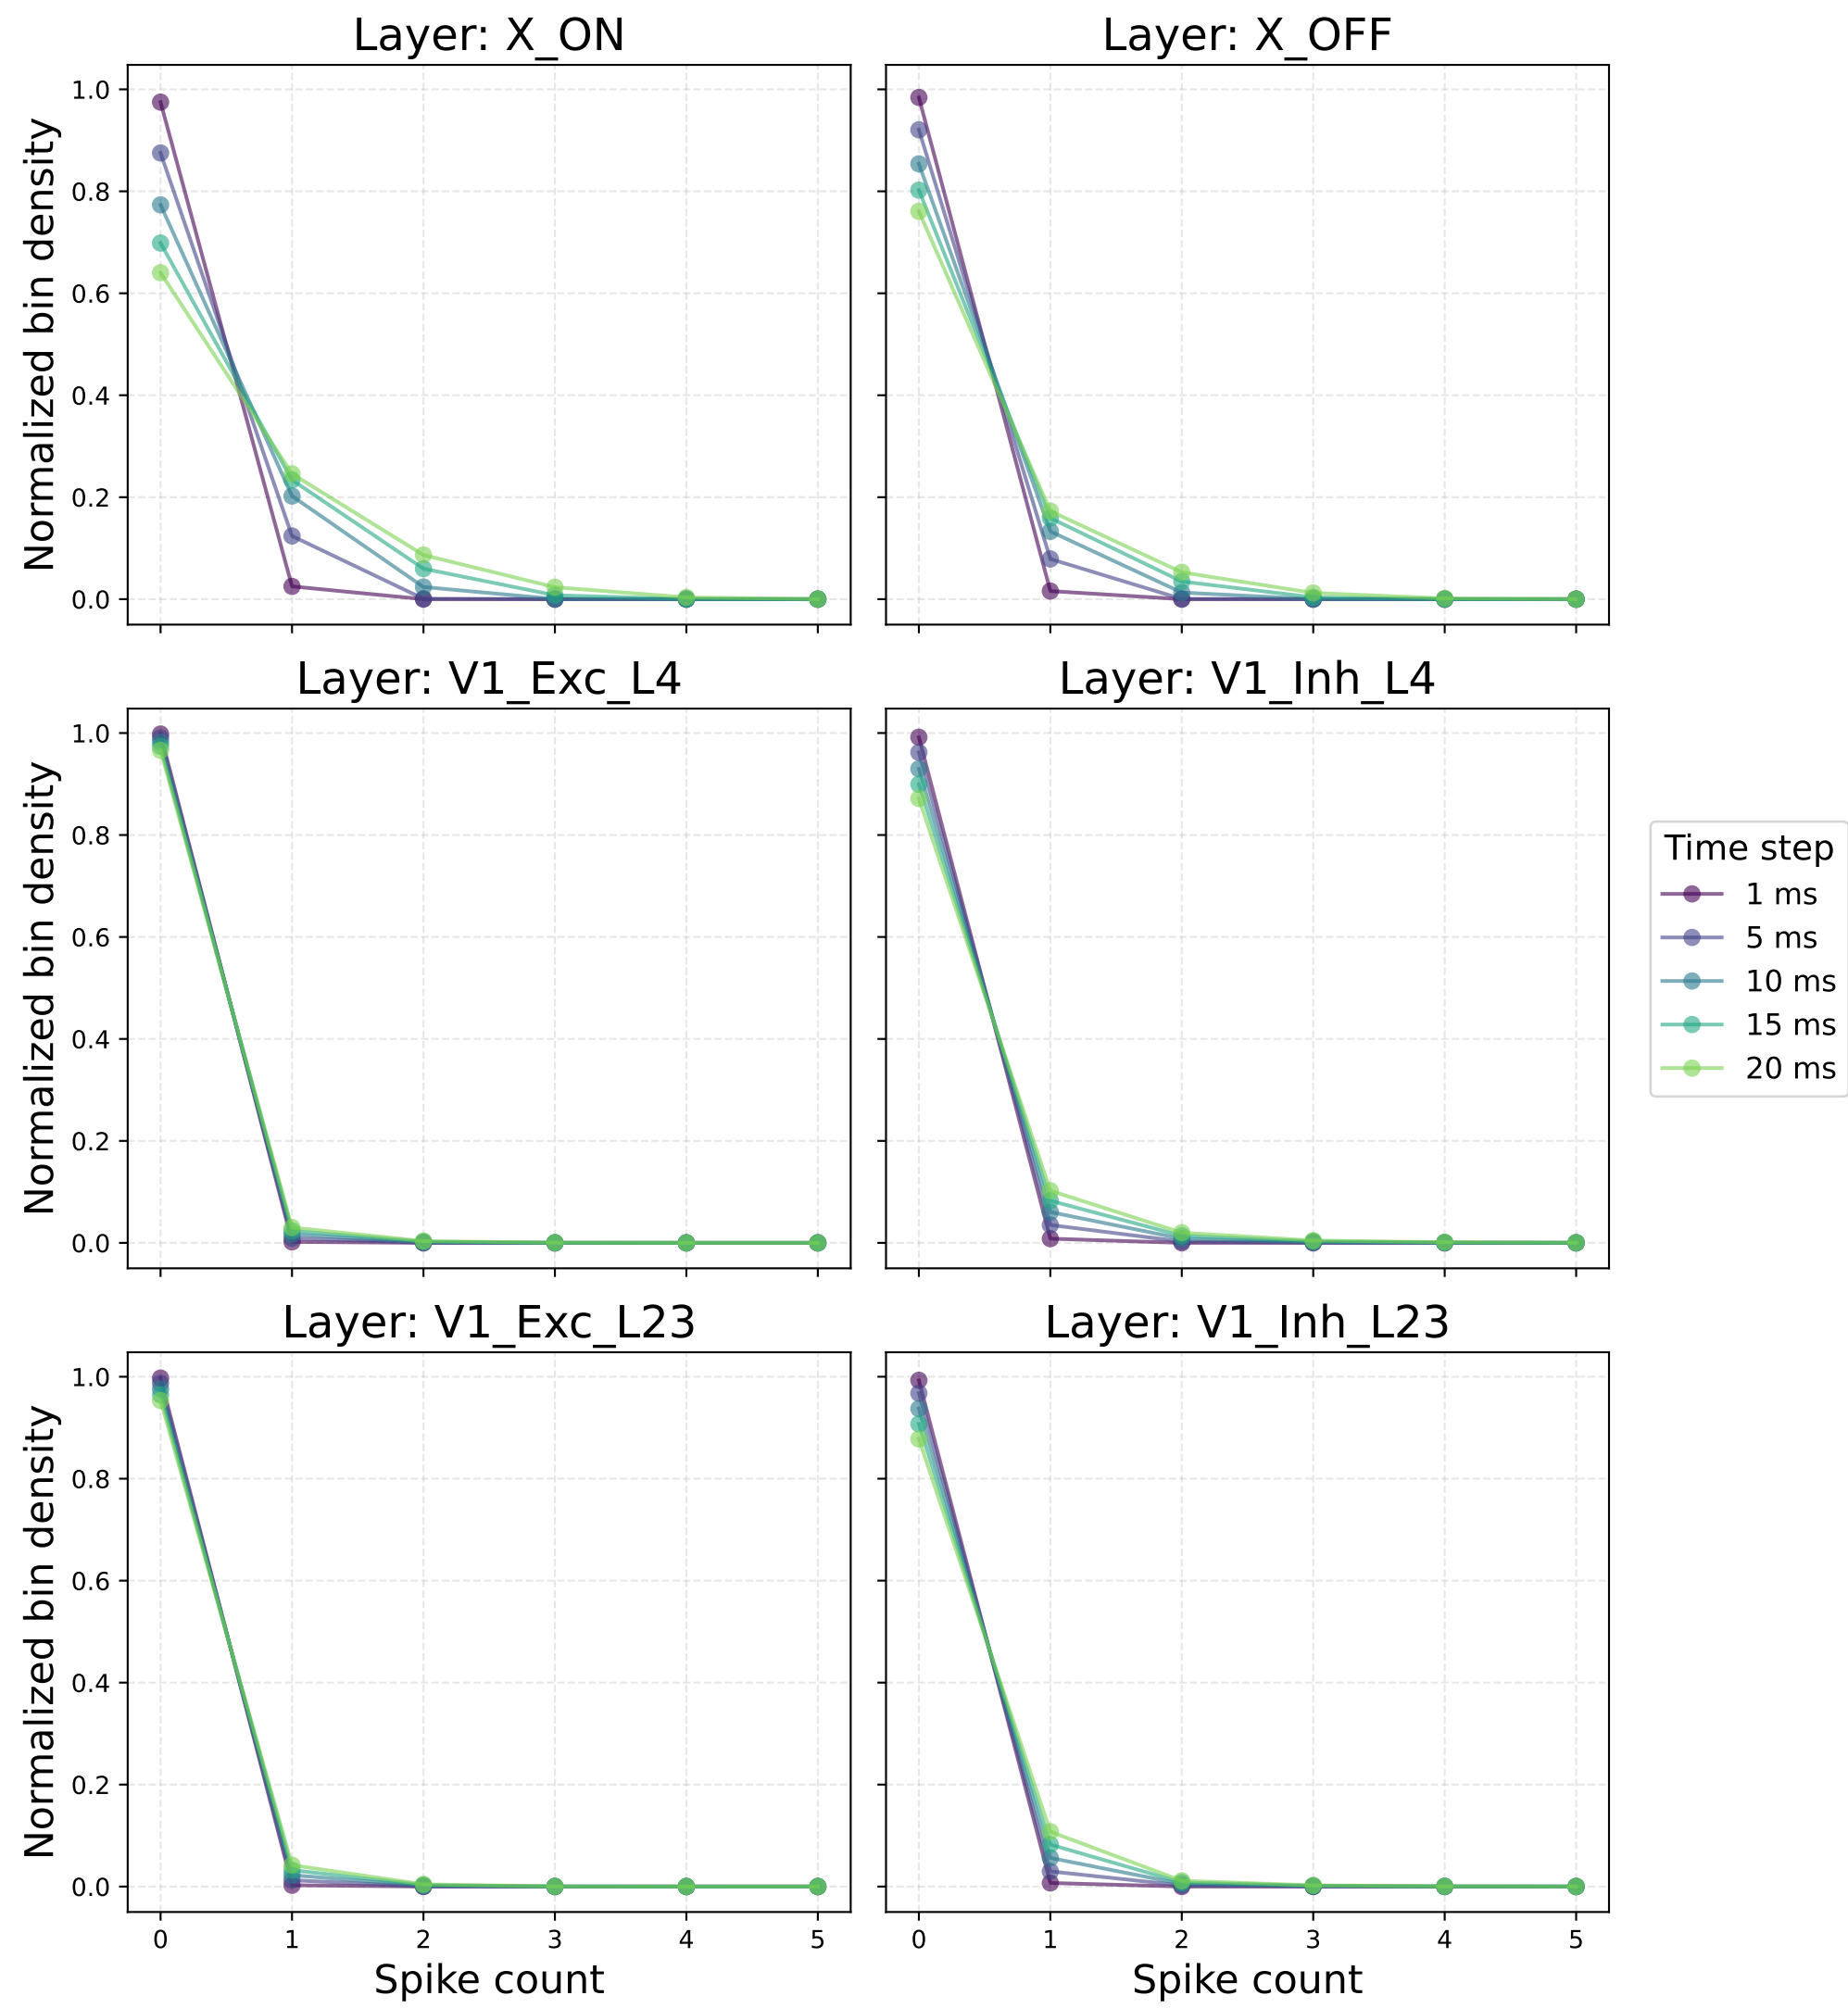 Layer: X_ON
Layer: X_OFF
Normalized bin density
1.0
0.8
0.6
0.4
0.2
0.0
Layer: V1_Exc_L4
Layer: V1_Inh_L4
Normalized bin density
1.0
0.8
0.6
0.4
0.2
0.0
Time step
1 ms
5 ms
10 ms
15 ms
20 ms
Layer: V1_Exc_L23
Layer: V1_Inh_L23
Normalized bin density
1.0
0.8
0.6
0.4
0.2
0.0
0 1 2 3 4 5
Spike count
0 1 2 3 4 5
Spike count